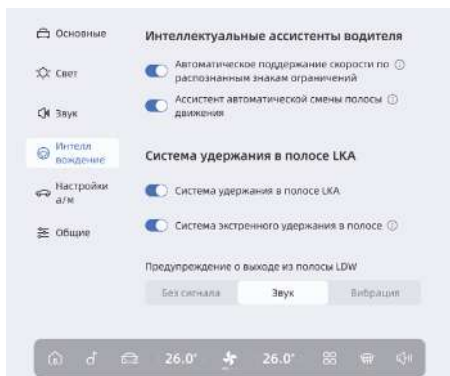 Основные
Свет
Звук
Интелл
вождение
Настройки
а/м
Общие
Интеллектуальные ассистенты водителя
Автоматическое поддержание скорости по
распознанным знакам ограничений
Ассистент автоматической смены полосы
движения
Система удержания в полосе LKA
Система удержания в полосе LKA
Система экстренного удержания в полосе
Предупреждение о выходе из полосы LDW
Без сигнала Звук Вибрация
26.0° 26.0°